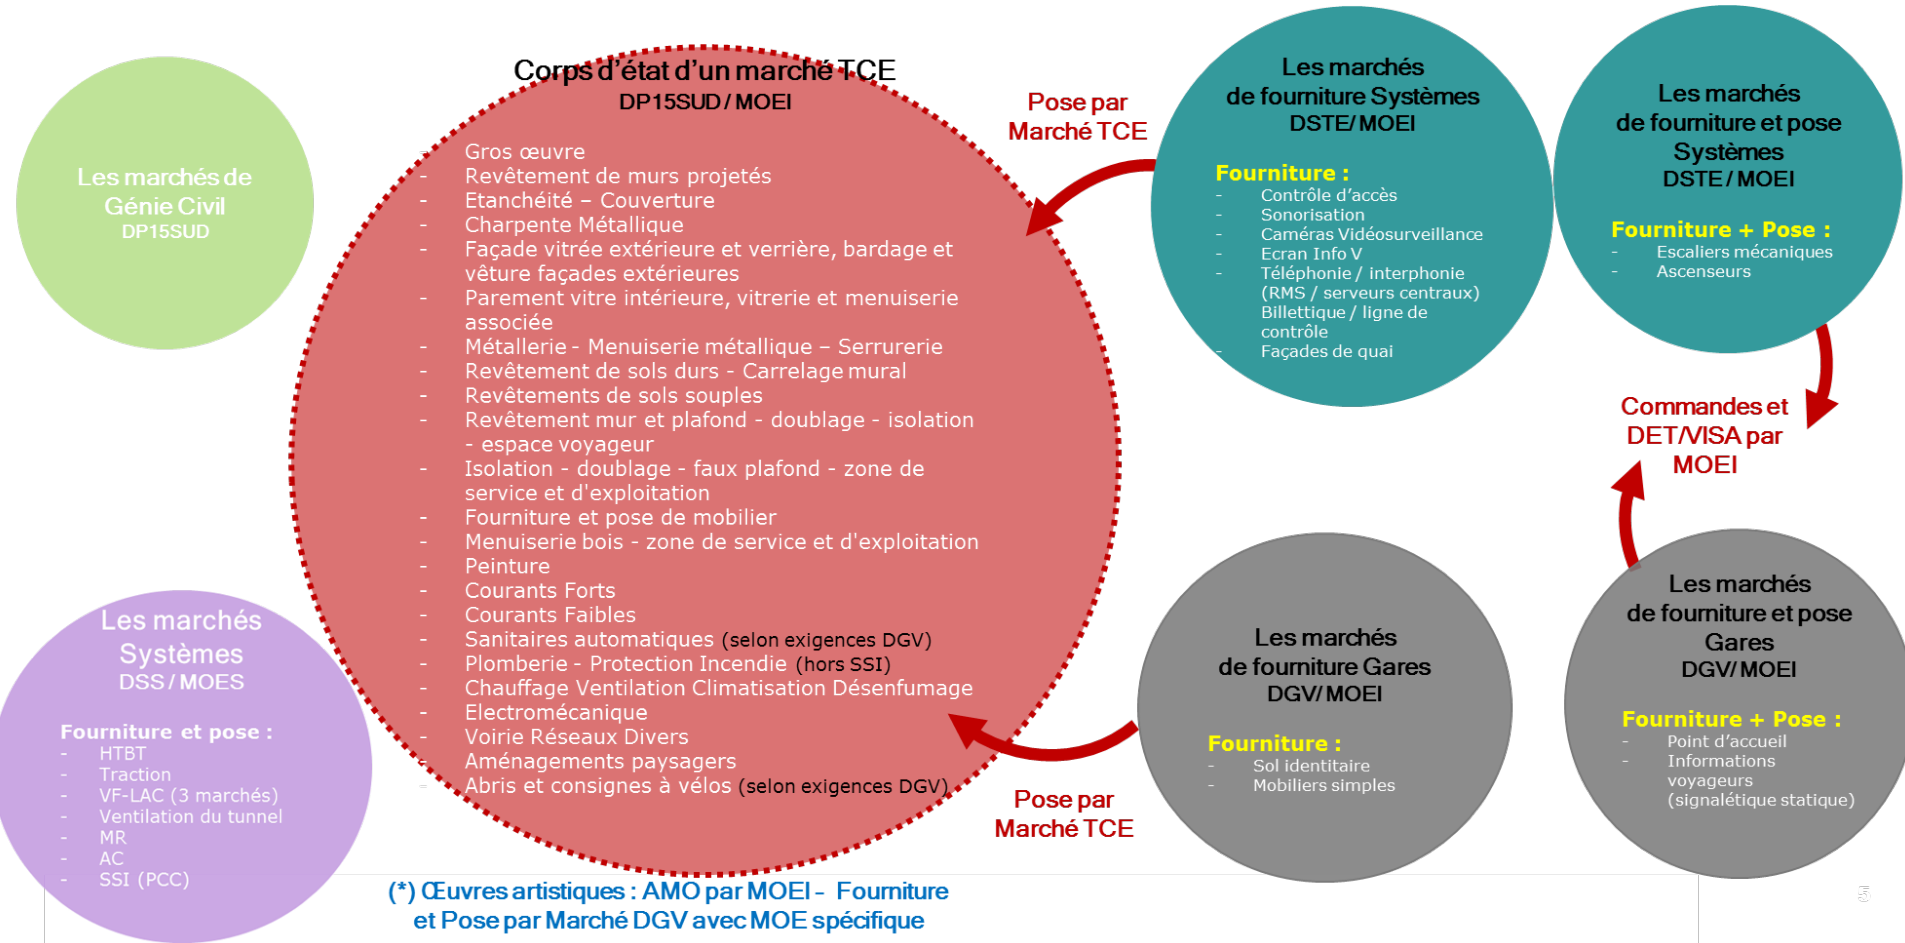 Les marchés de
Génie Civil
DP15SUD
Les marchés
Systèmes
DSS / MOES
Fourniture et pose :
- HTBT
- Traction
- VF-LAC (3 marchés)
- Ventilation du tunnel
- MR
- AC
- SSI (PCC)
Corps d’état d’un marché TCE
DP15SUD / MOEI
- Gros œuvre
- Revêtement de murs projetés
- Etanchéité – Couverture
- Charpente Métallique
- Façade vitrée extérieure et verrière, bardage et
vêture façades extérieures
- Parement vitre intérieure, vitrerie et menuiserie
associée
- Métallerie - Menuiserie métallique – Serrurerie
- Revêtement de sols durs - Carrelage mural
- Revêtements de sols souples
- Revêtement mur et plafond - doublage - isolation
- espace voyageur
- Isolation - doublage - faux plafond - zone de
service et d'exploitation
- Fourniture et pose de mobilier
- Menuiserie bois - zone de service et d'exploitation
- Peinture
- Courants Forts
- Courants Faibles
- Sanitaires automatiques (selon exigences DGV)
- Plomberie - Protection Incendie (hors SSI)
- Chauffage Ventilation Climatisation Désenfumage
- Electromécanique
- Voirie Réseaux Divers
- Aménagements paysagers
- Abris et consignes à vélos (selon exigences DGV)
(*) Œuvres artistiques : AMO par MOEI – Fourniture
et Pose par Marché DGV avec MOE spécifique
Pose par
Marché TCE
Les marchés
de fourniture Systèmes
DSTE/ MOEI
Fourniture :
- Contrôle d’accès
- Sonorisation
- Caméras Vidéosurveillance
- Ecran Info V
- Téléphonie / interphonie
(RMS / serveurs centraux)
Billettique / ligne de
contrôle
- Façades de quai
Les marchés
de fourniture et pose
Systèmes
DSTE / MOEI
Fourniture + Pose :
- Escaliers mécaniques
- Ascenseurs
Commandes et
DET/VISA par
MOEI
Pose par
Marché TCE
Les marchés
de fourniture Gares
DGV/ MOEI
Fourniture :
- Sol identitaire
- Mobiliers simples
Les marchés
de fourniture et pose
Gares
DGV/ MOEI
Fourniture + Pose :
- Point d’accueil
- Informations
voyageurs
(signalétique statique)
5